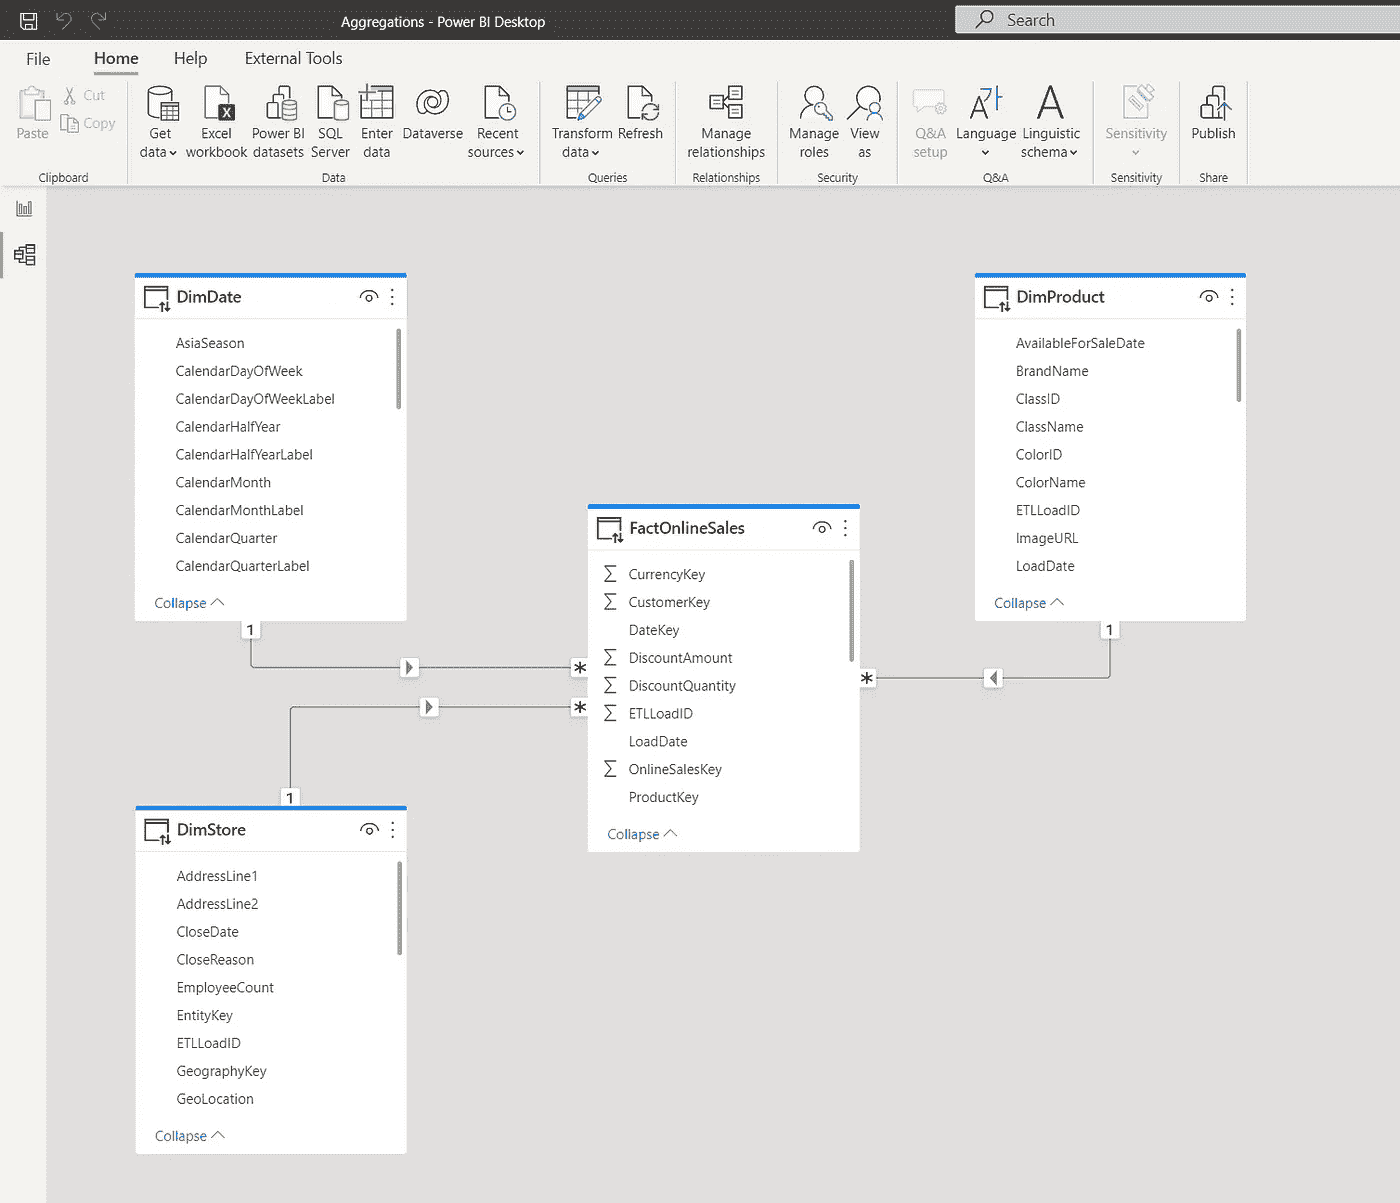 Aggregations - Power BI Desktop
Search
File Home Help External Tools
Paste
Cut
Copy
Get data
Excel workbook
Power BI datasets
SQL Server
Enter data
Dataverse
Recent sources
Transform data
Refresh
Manage relationships
Manage roles
View as
Q&A setup
Language
Linguistic schema
Sensitivity
Publish
Clipboard Data Queries Relationships Security Q&A Sensitivity Share
DimDate
AsiaSeason
CalendarDayOfWeek
CalendarDayOfWeekLabel
CalendarHalfYear
CalendarHalfYearLabel
CalendarMonth
CalendarMonthLabel
CalendarQuarter
CalendarQuarterLabel
Collapse
1
*
DimProduct
AvailableForSaleDate
BrandName
ClassID
ClassName
ColorID
ColorName
ETLLoadID
ImageURL
LoadDate
Collapse
1
*
FactOnlineSales
CurrencyKey
CustomerKey
DateKey
DiscountAmount
DiscountQuantity
ETLLoadID
LoadDate
OnlineSalesKey
ProductKey
Collapse
*
1
DimStore
AddressLine1
AddressLine2
CloseDate
CloseReason
EmployeeCount
EntityKey
ETLLoadID
GeographyKey
GeoLocation
Collapse